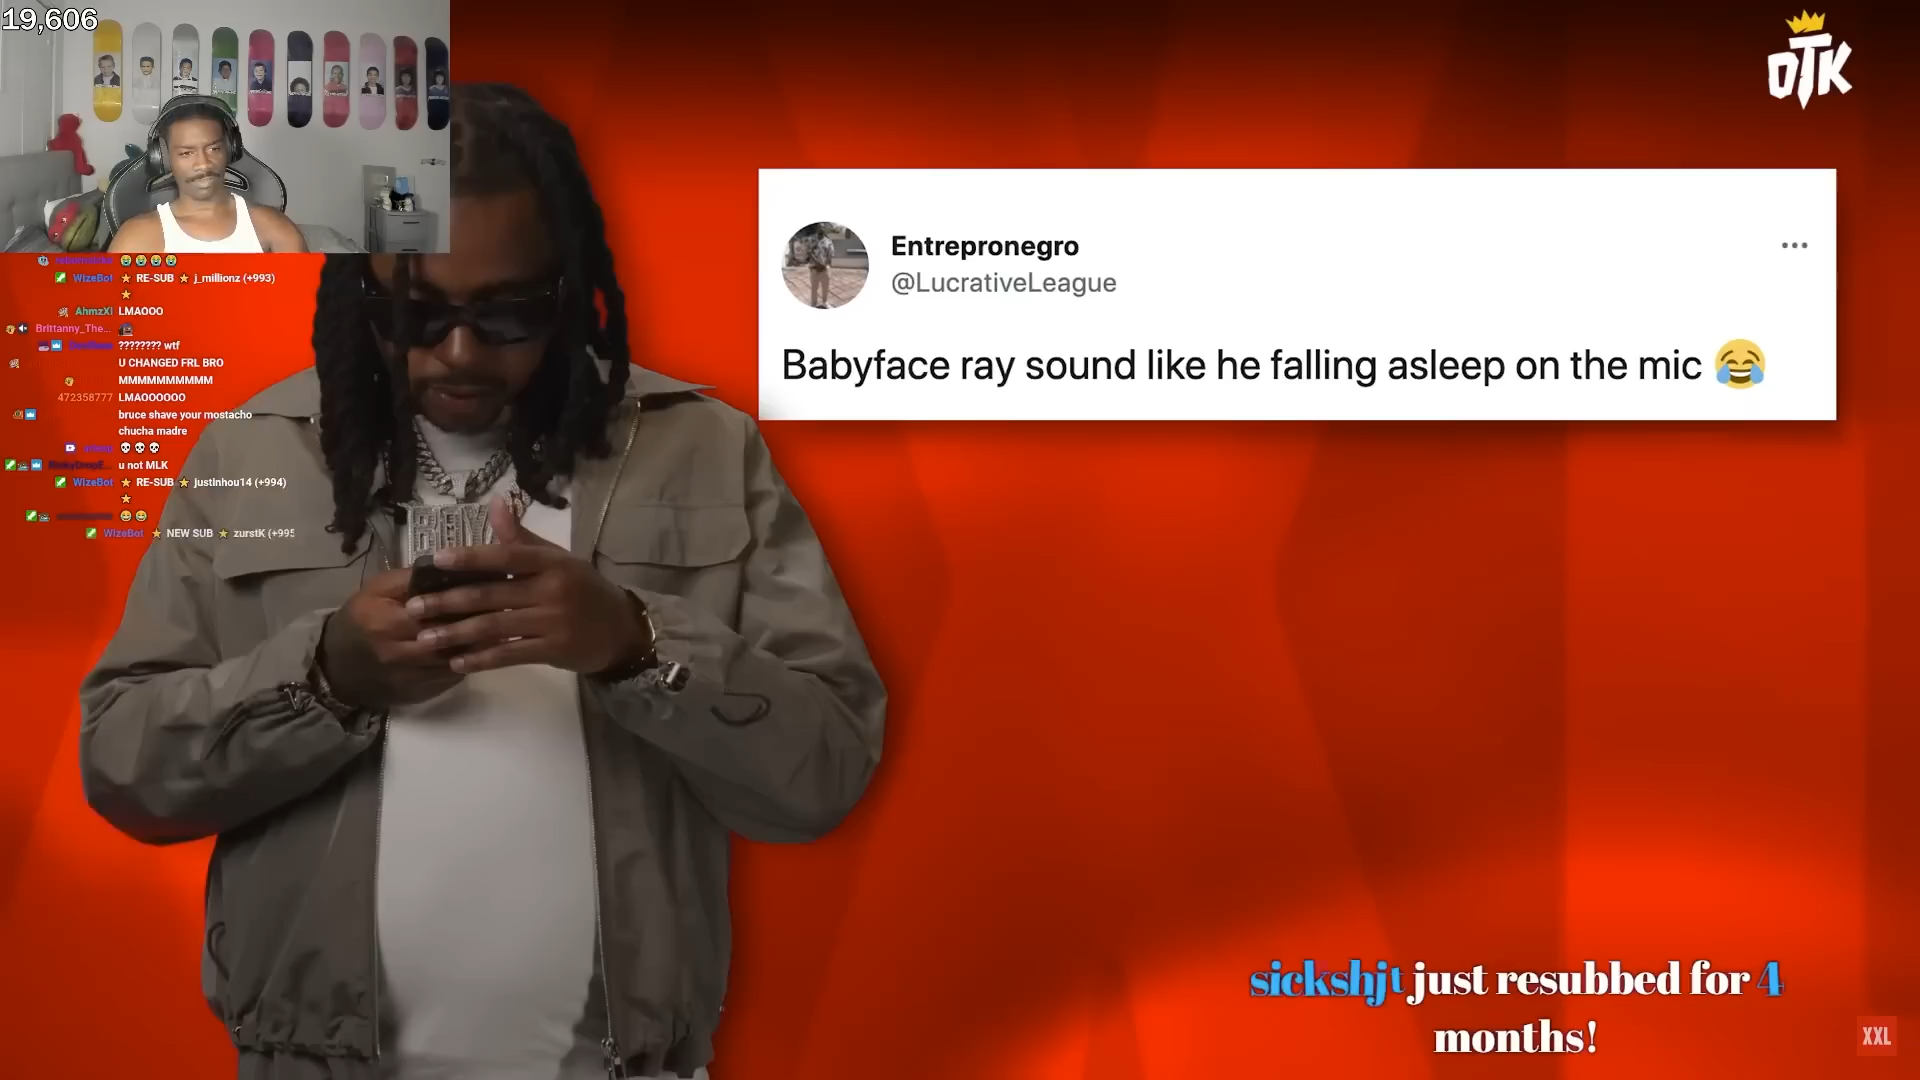 19,606
OTK
Entrepronegro
@LucrativeLeague
Babyface ray sound like he falling asleep on the mic 😂
WizeBot ★ RE-SUB ★ j_millionz (+993)
★
AhmzXl LMAOOO
Brittany_The...
???????? wtf
U CHANGED FRL BRO
MMMMMMMMMM
472358777 LMAOOOOOO
bruce shave your mostacho
chucha madre
💀💀💀
u not MLK
WizeBot ★ RE-SUB ★ justinhou14 (+994)
★
😂😂
WizeBot ★ NEW SUB ★ zurstK (+995
sickshjt just resubbed for 4
months!
XXL